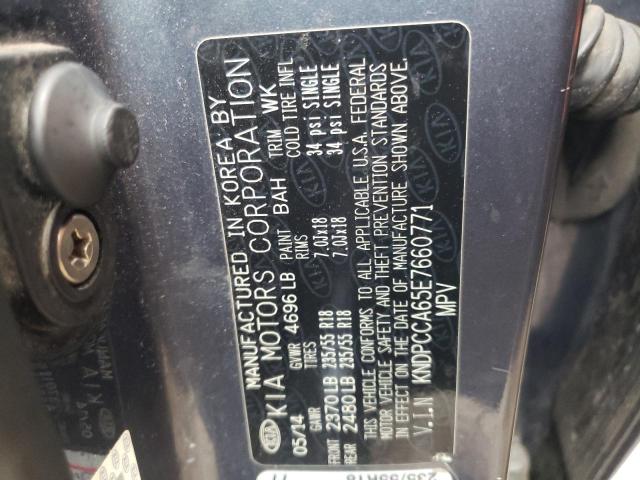 MANUFACTURED IN KOREA BY
KIA KIA MOTORS CORPORATION
05/14 GVWR 4696 LB PAINT BAH TRIM WK
GAWR TIRES RIMS COLD TIRE INFL
FRONT 2370 LB 235/55 R18 7.0Jx18 34 psi SINGLE
REAR 2480 LB 235/55 R18 7.0Jx18 34 psi SINGLE
THIS VEHICLE CONFORMS TO ALL APPLICABLE U.S.A. FEDERAL
MOTOR VEHICLE SAFETY AND THEFT PREVENTION STANDARDS
IN EFFECT ON THE DATE OF MANUFACTURE SHOWN ABOVE.
V.I.N KNDPCCA65E7660771
MPV
235/55R18